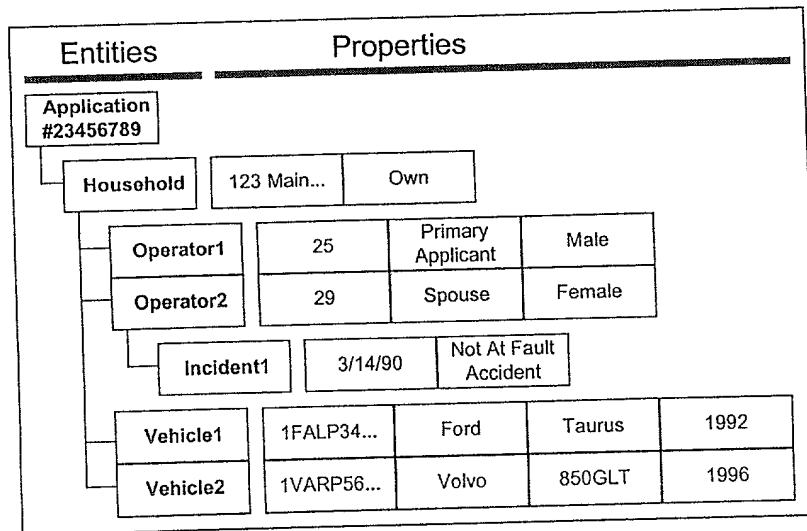 Entities Properties
Application
#23456789
Household 123 Main... Own
Operator1 25 Primary Applicant Male
Operator2 29 Spouse Female
Incident1 3/14/90 Not At Fault Accident
Vehicle1 1FALP34... Ford Taurus 1992
Vehicle2 1VARP56... Volvo 850GLT 1996